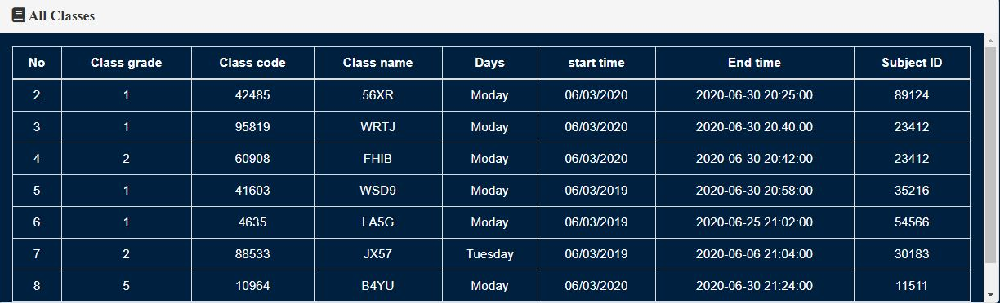 All Classes
No Class grade Class code Class name Days start time End time Subject ID
2 1 42485 56XR Moday 06/03/2020 2020-06-30 20:25:00 89124
3 1 95819 WRTJ Moday 06/03/2020 2020-06-30 20:40:00 23412
4 2 60908 FHIB Moday 06/03/2020 2020-06-30 20:42:00 23412
5 1 41603 WSD9 Moday 06/03/2019 2020-06-30 20:58:00 35216
6 1 4635 LA5G Moday 06/03/2019 2020-06-25 21:02:00 54566
7 2 88533 JX57 Tuesday 06/03/2019 2020-06-06 21:04:00 30183
8 5 10964 B4YU Moday 06/03/2020 2020-06-30 21:24:00 11511